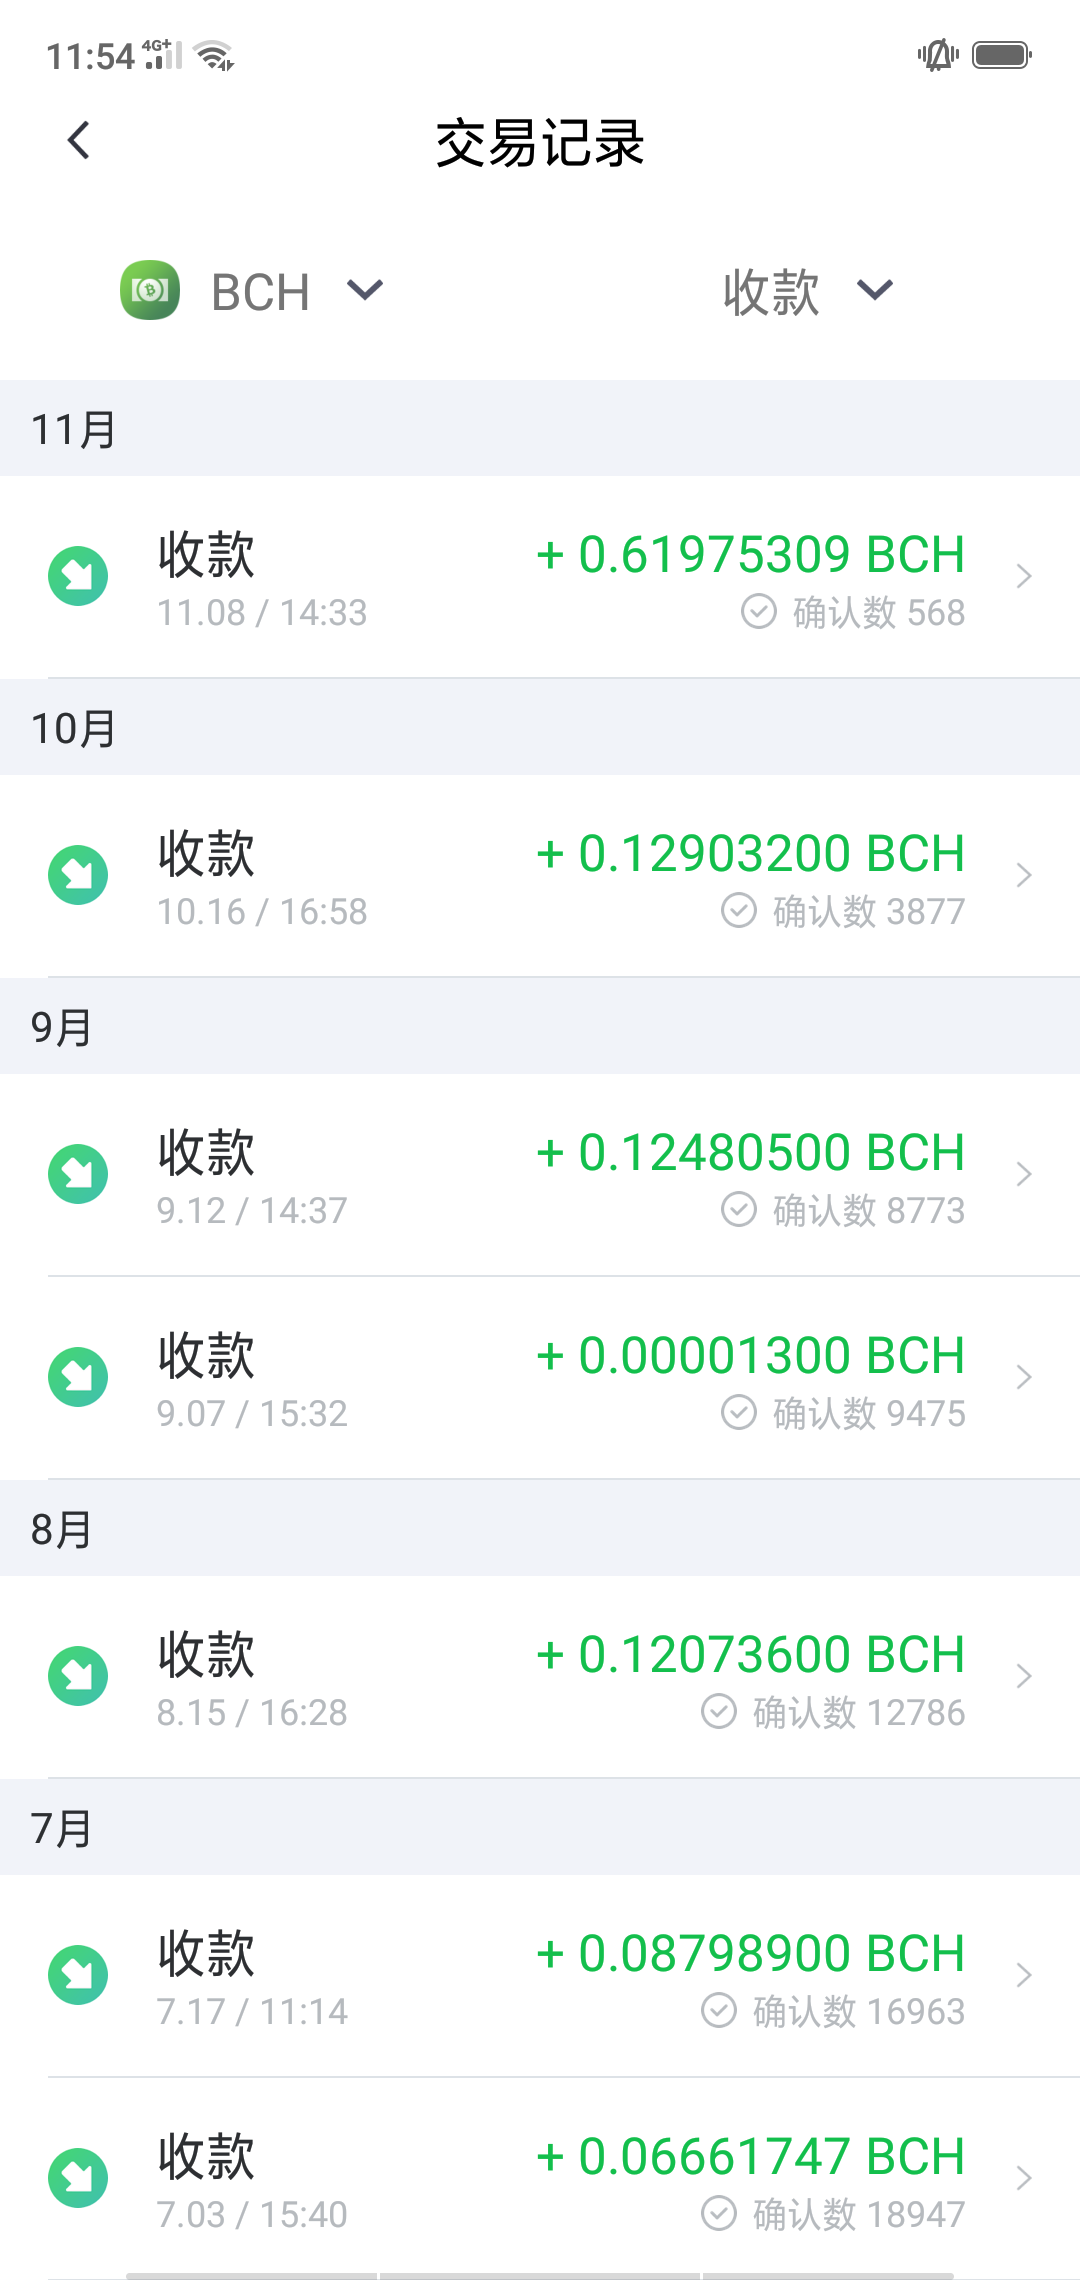 11:54 4G+
交易记录
BCH 收款
11月
收款 + 0.61975309 BCH
11.08 / 14:33 确认数 568
10月
收款 + 0.12903200 BCH
10.16 / 16:58 确认数 3877
9月
收款 + 0.12480500 BCH
9.12 / 14:37 确认数 8773
收款 + 0.00001300 BCH
9.07 / 15:32 确认数 9475
8月
收款 + 0.12073600 BCH
8.15 / 16:28 确认数 12786
7月
收款 + 0.08798900 BCH
7.17 / 11:14 确认数 16963
收款 + 0.06661747 BCH
7.03 / 15:40 确认数 18947